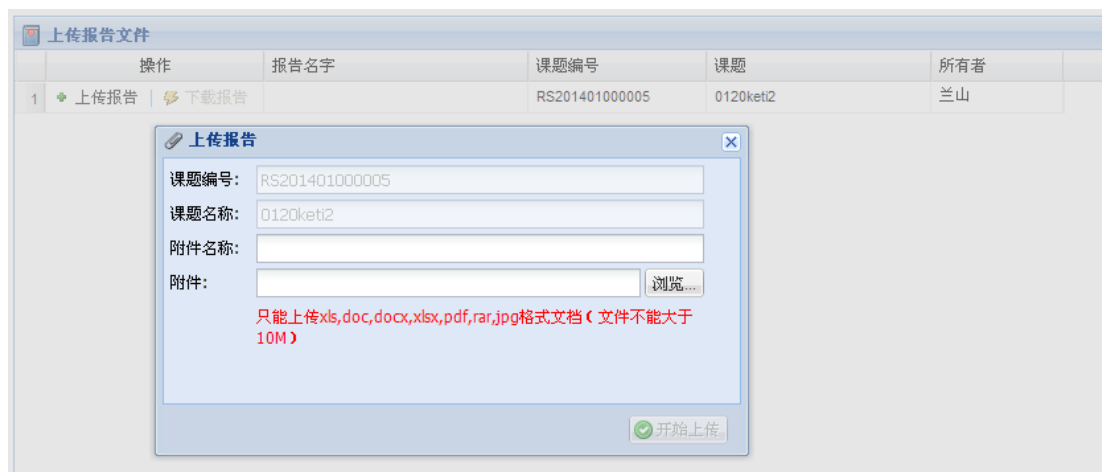 上传报告文件
操作 报告名字 课题编号 课题 所有者
1 上传报告 | 下载报告 RS201401000005 0120keti2 兰山
上传报告
课题编号: RS201401000005
课题名称: 0120keti2
附件名称:
附件: 浏览...
只能上传xls,doc,docx,xlsx,pdf,rar,jpg格式文档(文件不能大于
10M)
开始上传